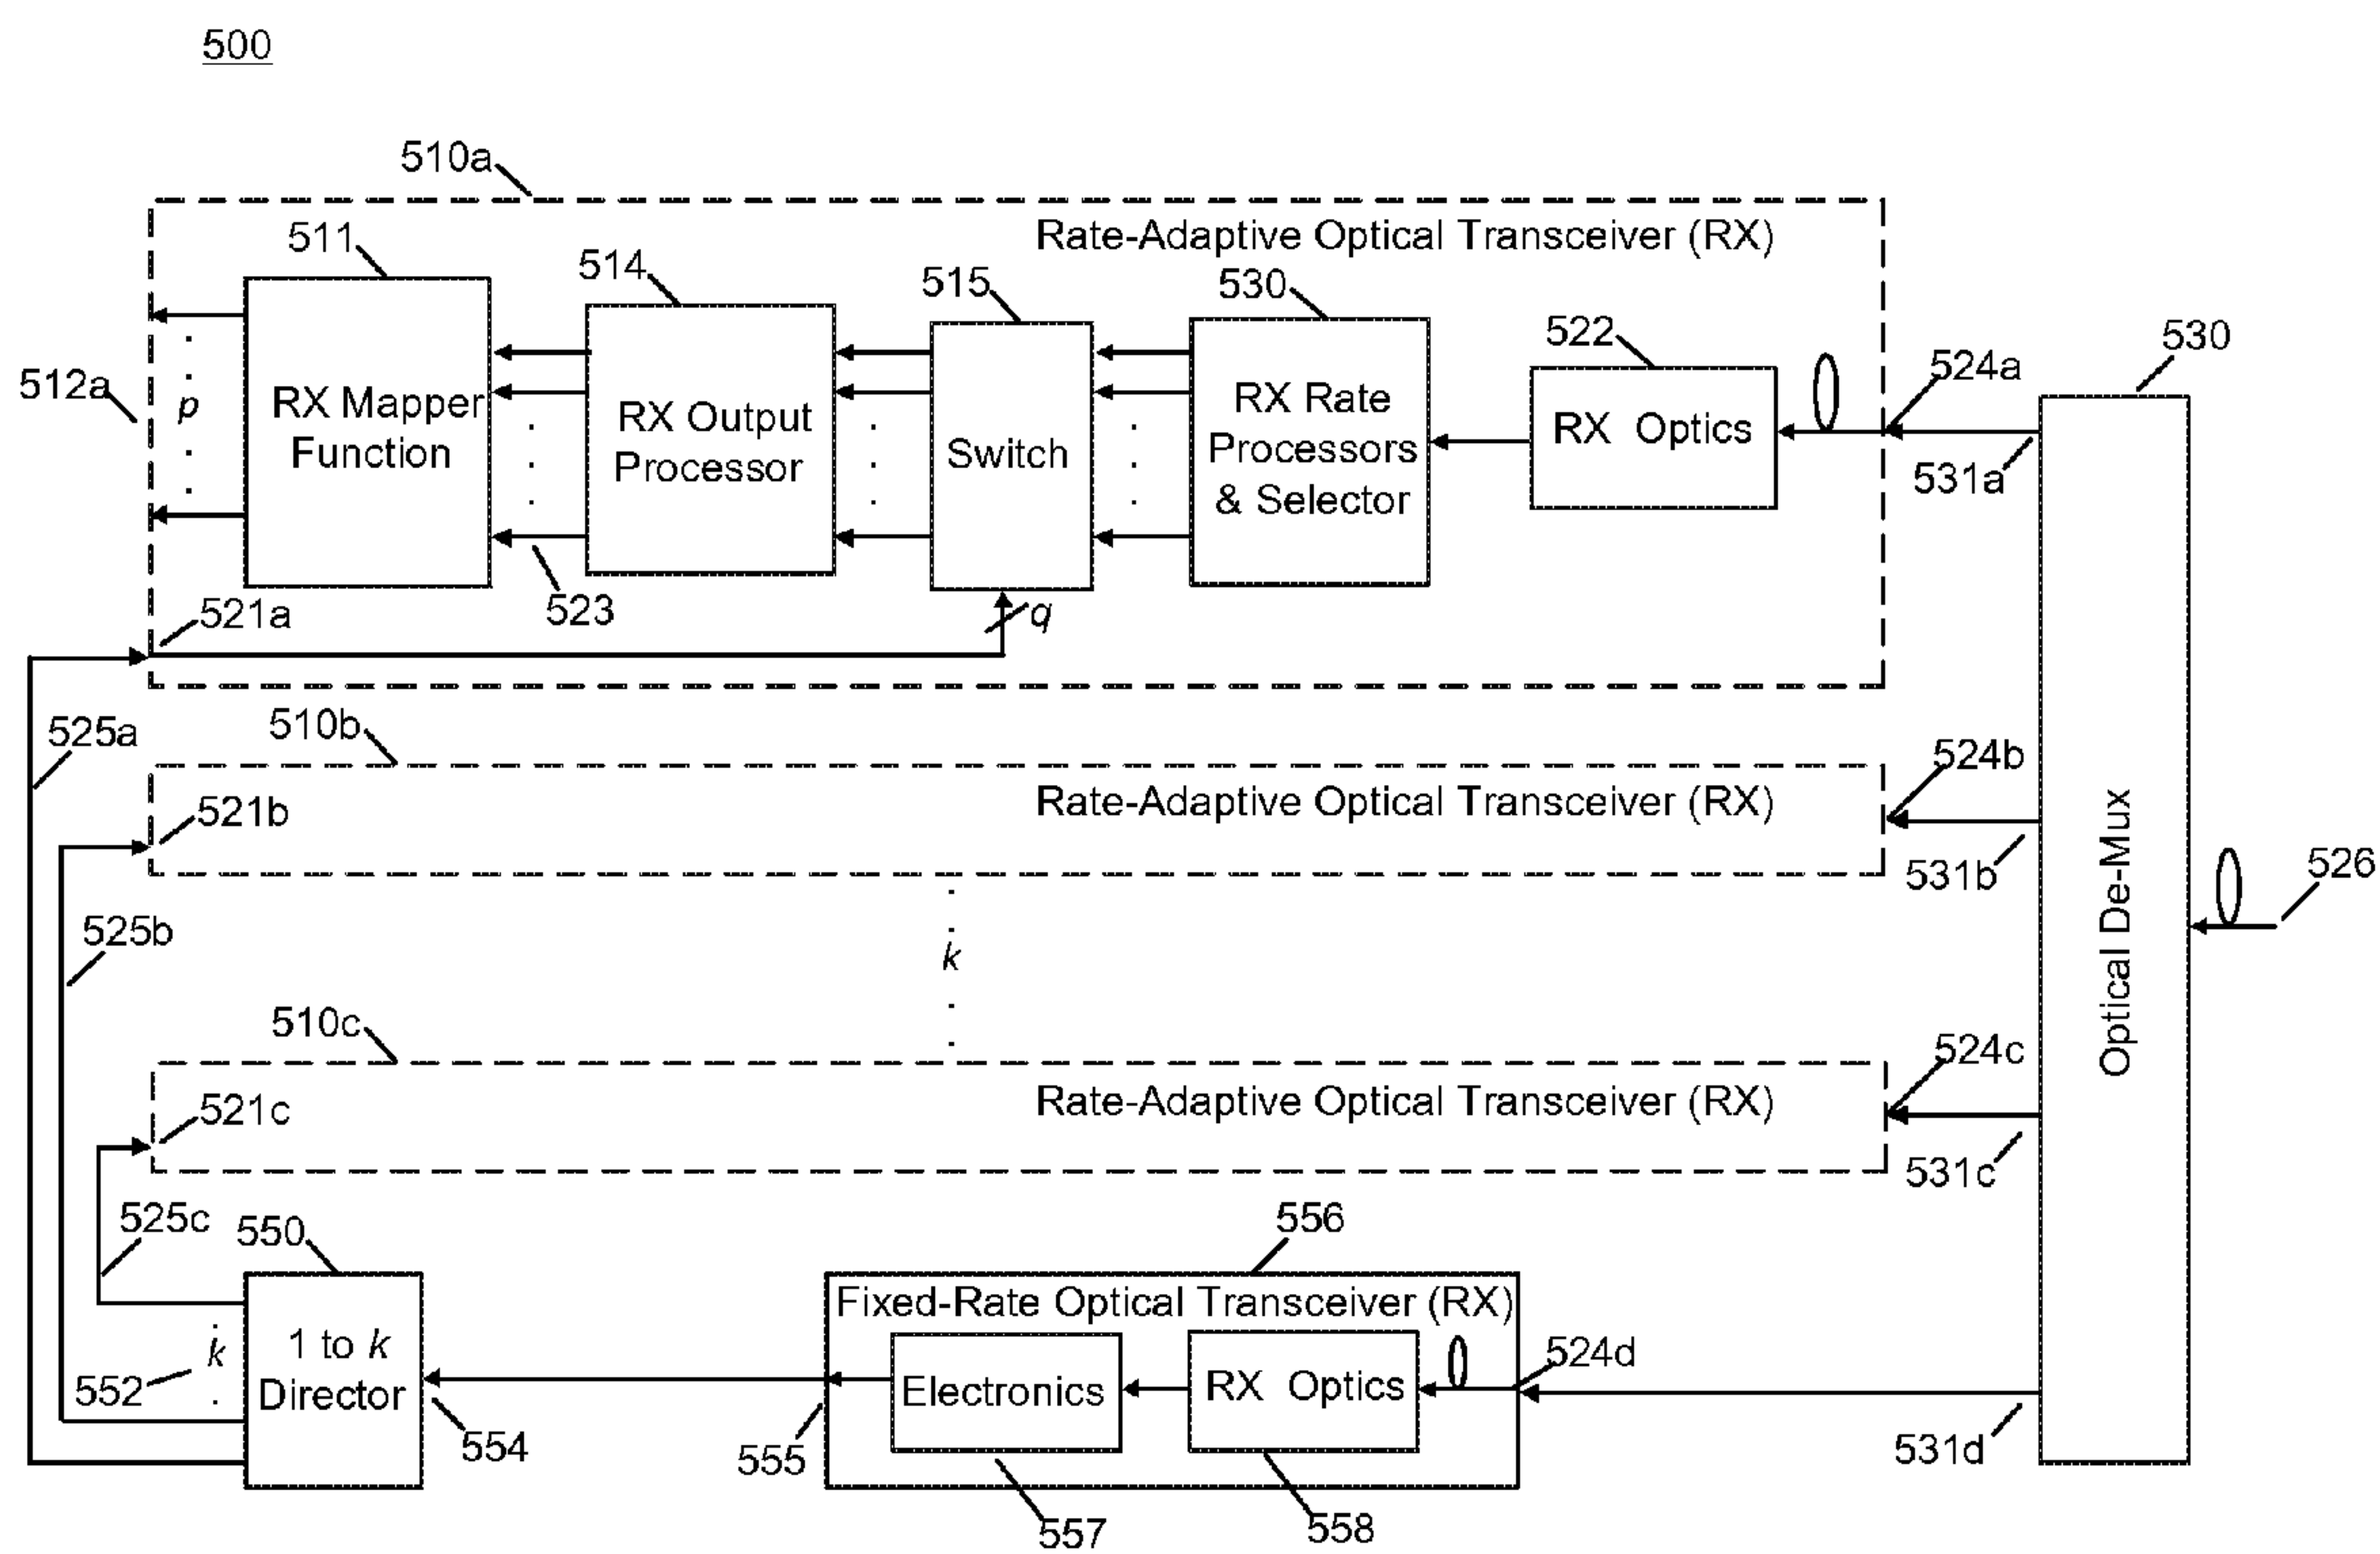 500
510a
Rate-Adaptive Optical Transceiver (RX)
511
514
515
530
522
530
524a
512a
p
RX Mapper
Function
RX Output
Processor
Switch
RX Rate
Processors
& Selector
RX Optics
531a
521a
523
q
525a
510b
Rate-Adaptive Optical Transceiver (RX)
524b
521b
531b
526
Optical De-Mux
525b
k
510c
Rate-Adaptive Optical Transceiver (RX)
524c
521c
531c
525c
550
556
Fixed-Rate Optical Transceiver (RX)
552
k
1 to k
Director
554
555
Electronics
RX Optics
524d
531d
557
558